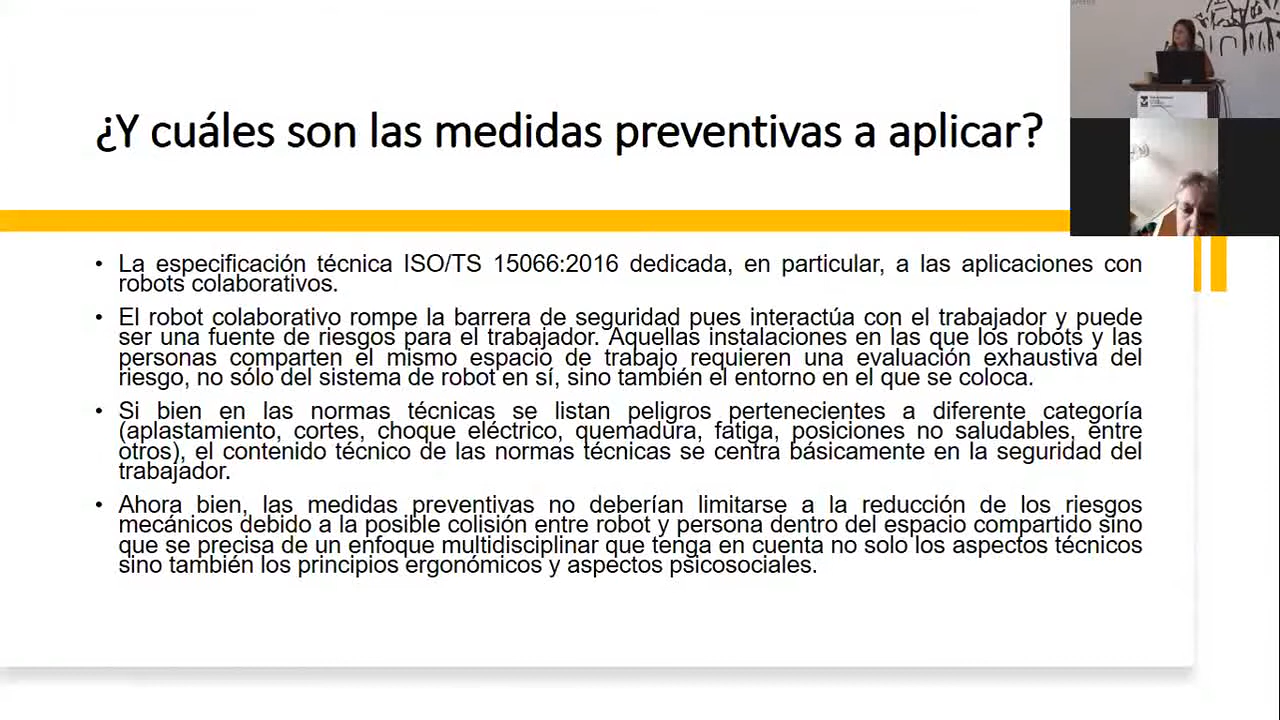 ¿Y cuáles son las medidas preventivas a aplicar?
• La especificación técnica ISO/TS 15066:2016 dedicada, en particular, a las aplicaciones con
robots colaborativos.
• El robot colaborativo rompe la barrera de seguridad pues interactúa con el trabajador y puede
ser una fuente de riesgos para el trabajador. Aquellas instalaciones en las que los robots y las
personas comparten el mismo espacio de trabajo requieren una evaluación exhaustiva del
riesgo, no sólo del sistema de robot en sí, sino también el entorno en el que se coloca.
• Si bien en las normas técnicas se listan peligros pertenecientes a diferente categoría
(aplastamiento, cortes, choque eléctrico, quemadura, fatiga, posiciones no saludables, entre
otros), el contenido técnico de las normas técnicas se centra básicamente en la seguridad del
trabajador.
• Ahora bien, las medidas preventivas no deberían limitarse a la reducción de los riesgos
mecánicos debido a la posible colisión entre robot y persona dentro del espacio compartido sino
que se precisa de un enfoque multidisciplinar que tenga en cuenta no solo los aspectos técnicos
sino también los principios ergonómicos y aspectos psicosociales.